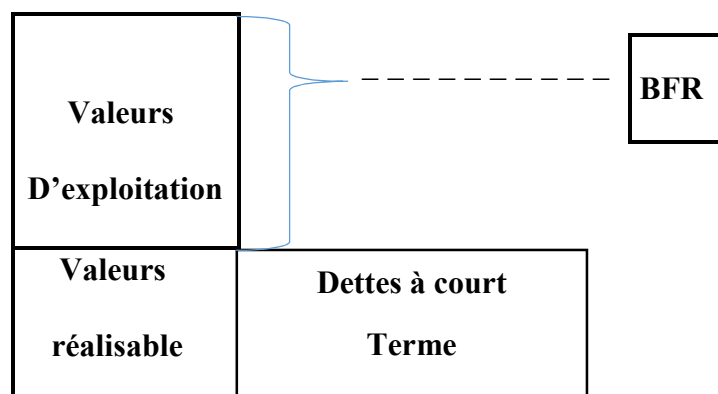 Valeurs
D'exploitation
BFR
Valeurs
réalisable
Dettes à court
Terme